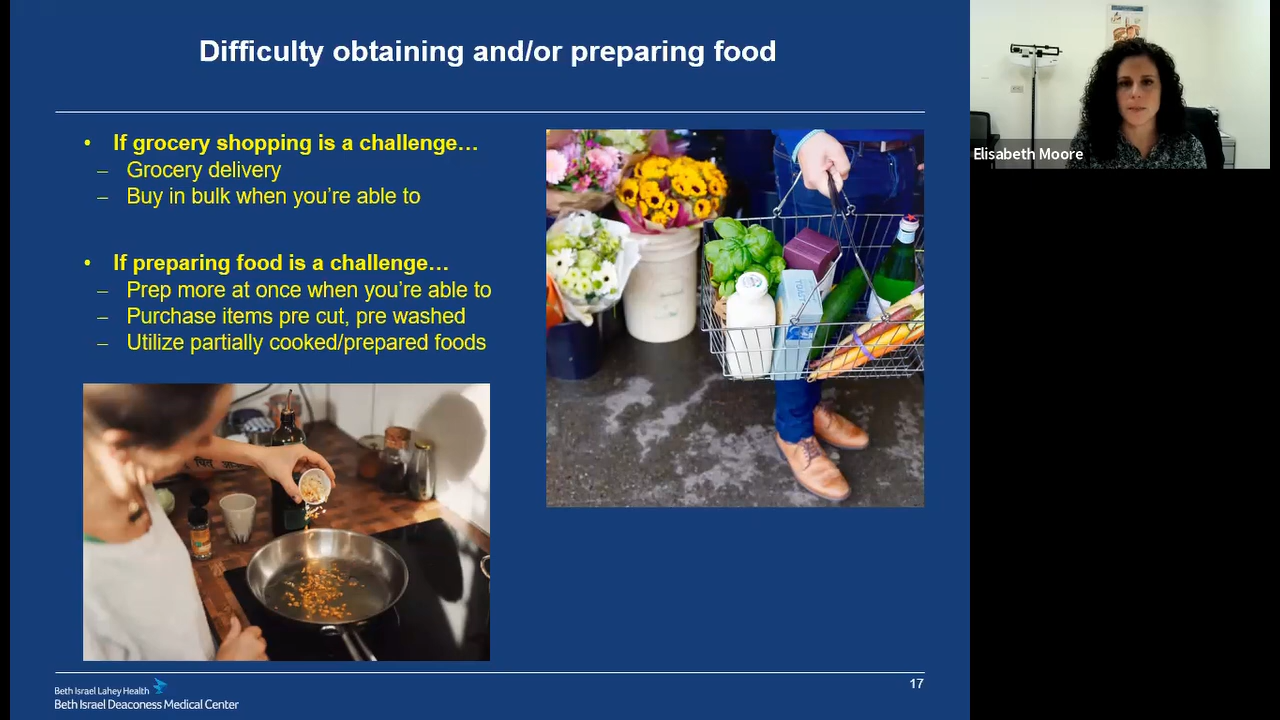 Difficulty obtaining and/or preparing food
• If grocery shopping is a challenge…
– Grocery delivery
– Buy in bulk when you’re able to
• If preparing food is a challenge…
– Prep more at once when you’re able to
– Purchase items pre cut, pre washed
– Utilize partially cooked/prepared foods
Beth Israel Lahey Health
Beth Israel Deaconess Medical Center
17
Elisabeth Moore